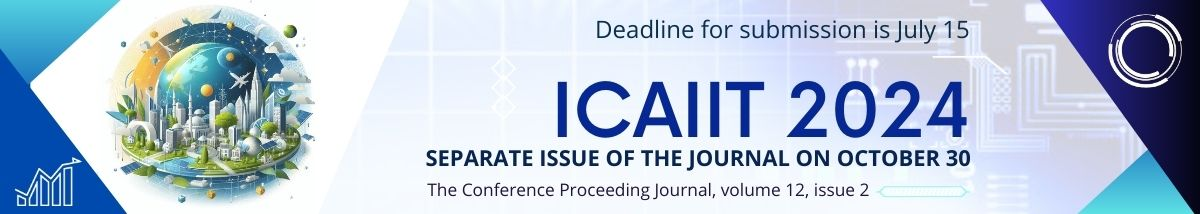 Deadline for submission is July 15
ICAIIT 2024
SEPARATE ISSUE OF THE JOURNAL ON OCTOBER 30
The Conference Proceeding Journal, volume 12, issue 2